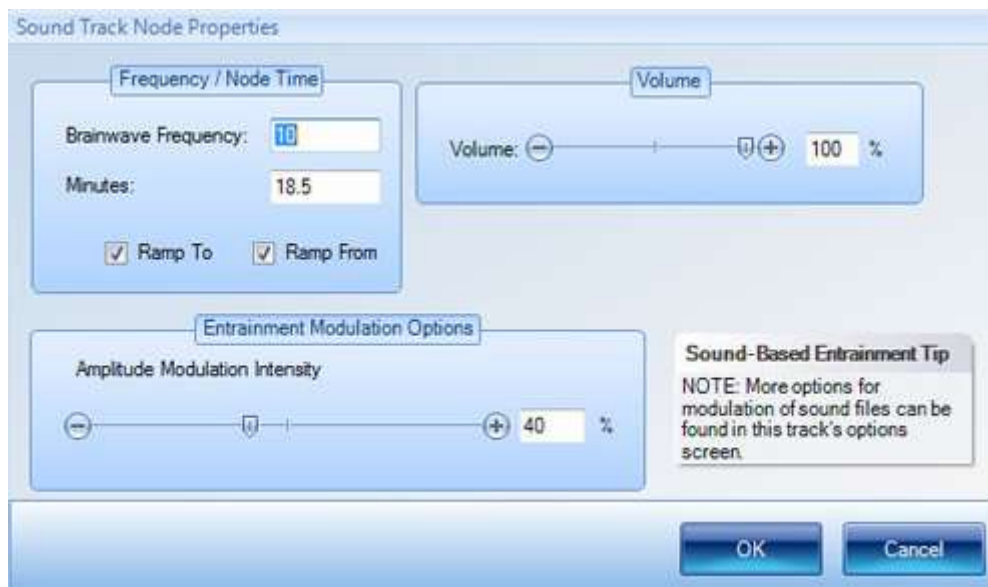 Sound Track Node Properties
Frequency / Node Time
Brainwave Frequency: 10
Minutes: 18.5
Ramp To Ramp From
Volume
Volume: 100 %
Entrainment Modulation Options
Amplitude Modulation Intensity
40 %
Sound-Based Entrainment Tip
NOTE: More options for
modulation of sound files can be
found in this track's options
screen.
OK Cancel